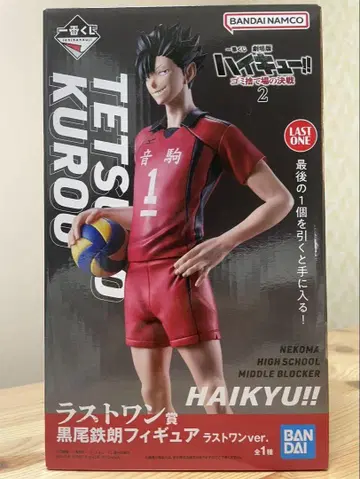 一番くじ
BANDAI NAMCO
一番くじ 劇場版
ハイキュー!!
ゴミ捨て場の決戦
2
LAST
ONE
最後の1個を引くと手に入る!
TETSURO
KUROO
音駒
1
NEKOMA
HIGH SCHOOL
MIDDLE BLOCKER
HAIKYU!!
ラストワン賞
黒尾鉄朗フィギュア ラストワンver.
全1種
BAN
DAI